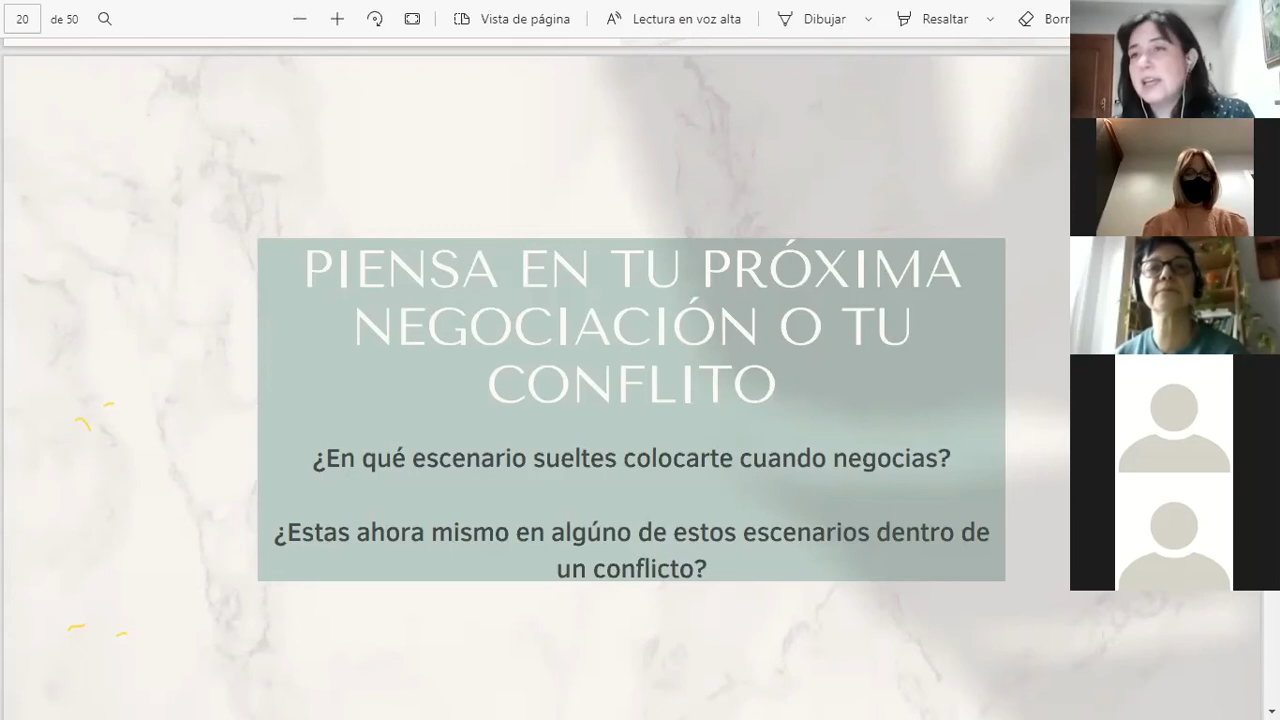 20 de 50 Vista de página Lectura en voz alta Dibujar Resaltar Borr
PIENSA EN TU PRÓXIMA
NEGOCIACIÓN O TU
CONFLITO
¿En qué escenario sueltes colocarte cuando negocias?
¿Estas ahora mismo en algúno de estos escenarios dentro de
un conflicto?